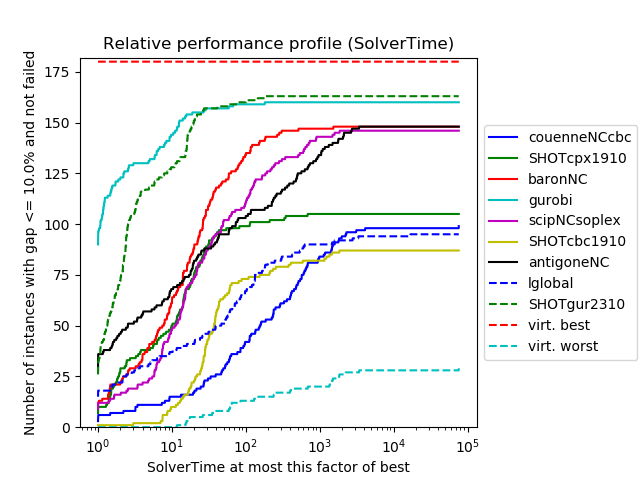 Relative performance profile (SolverTime)
Number of instances with gap <= 10.0% and not failed
175
150
125
100
75
50
25
0
10^0
10^1
10^2
10^3
10^4
10^5
SolverTime at most this factor of best
couenneNCcbc
SHOTcpx1910
baronNC
gurobi
scipNCsoplex
SHOTcbc1910
antigoneNC
lglobal
SHOTgur2310
virt. best
virt. worst